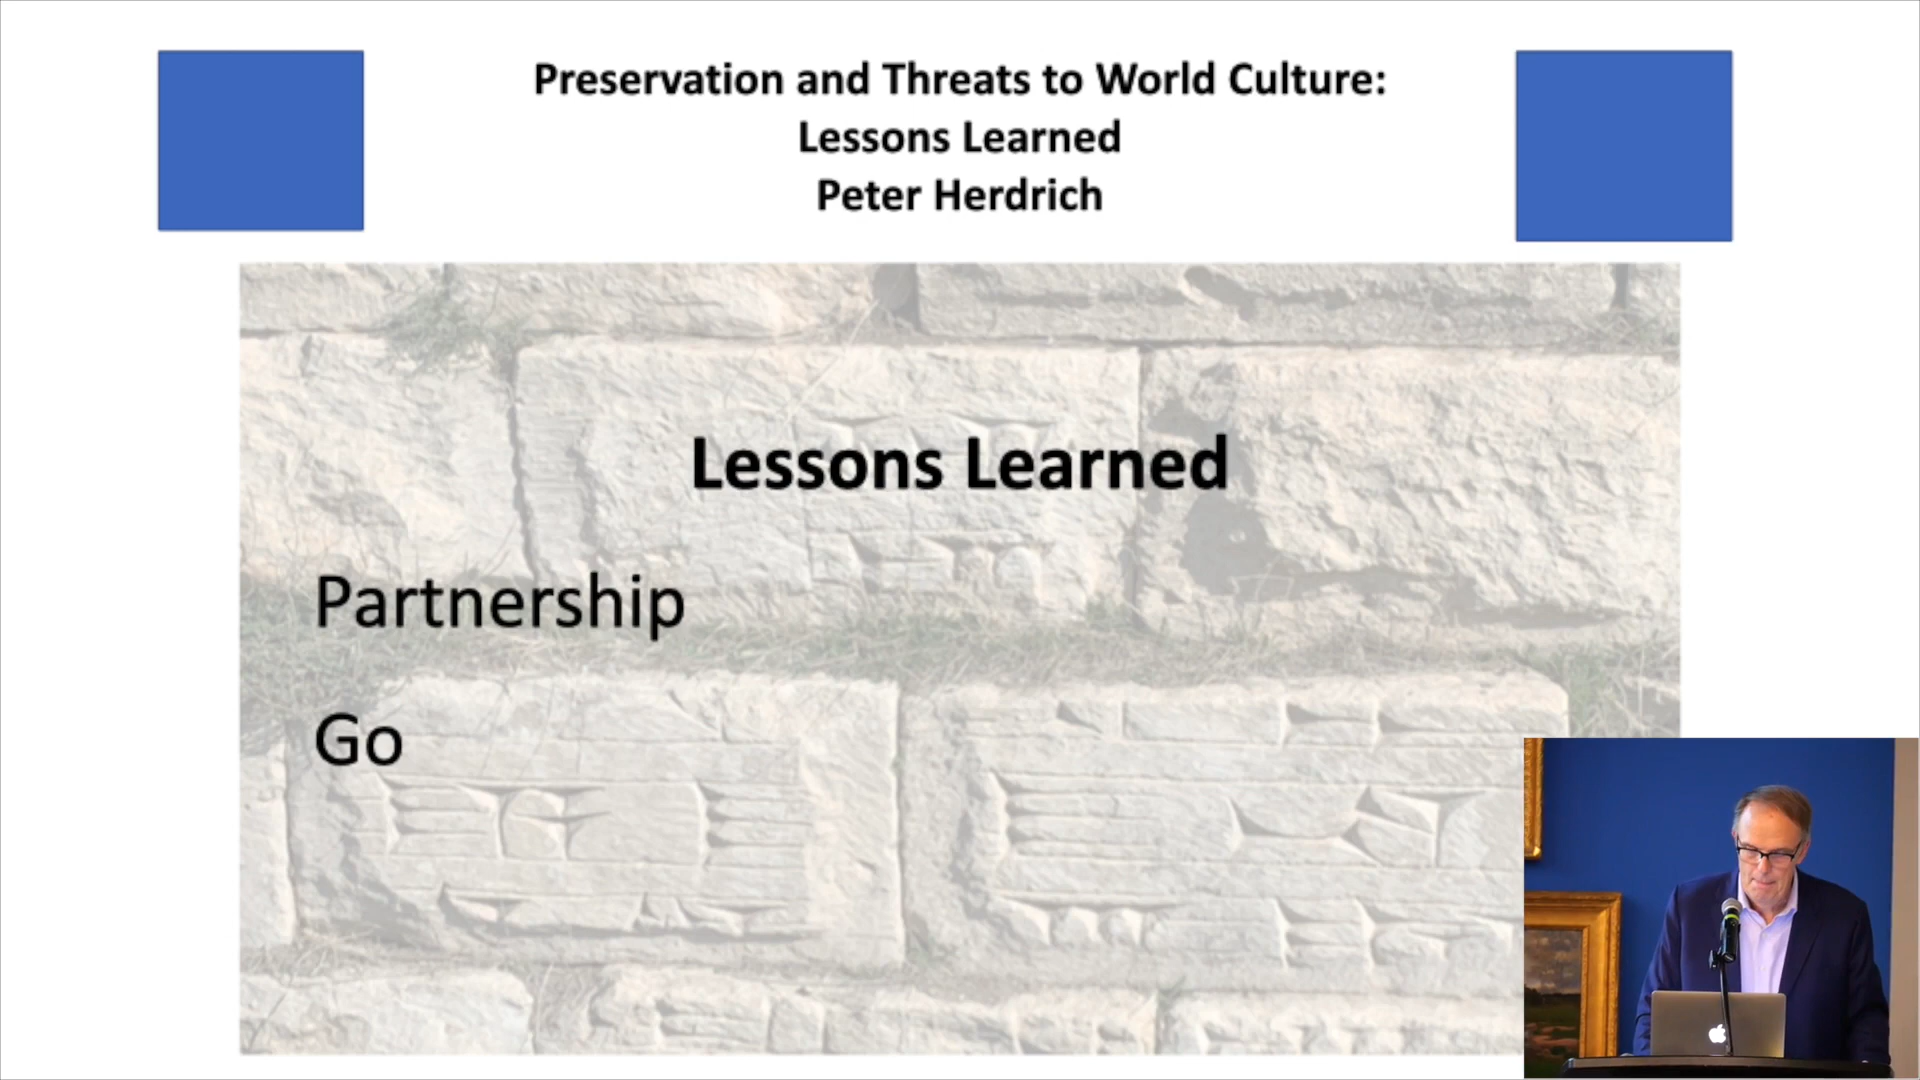 Preservation and Threats to World Culture:
Lessons Learned
Peter Herdrich
Lessons Learned
Partnership
Go